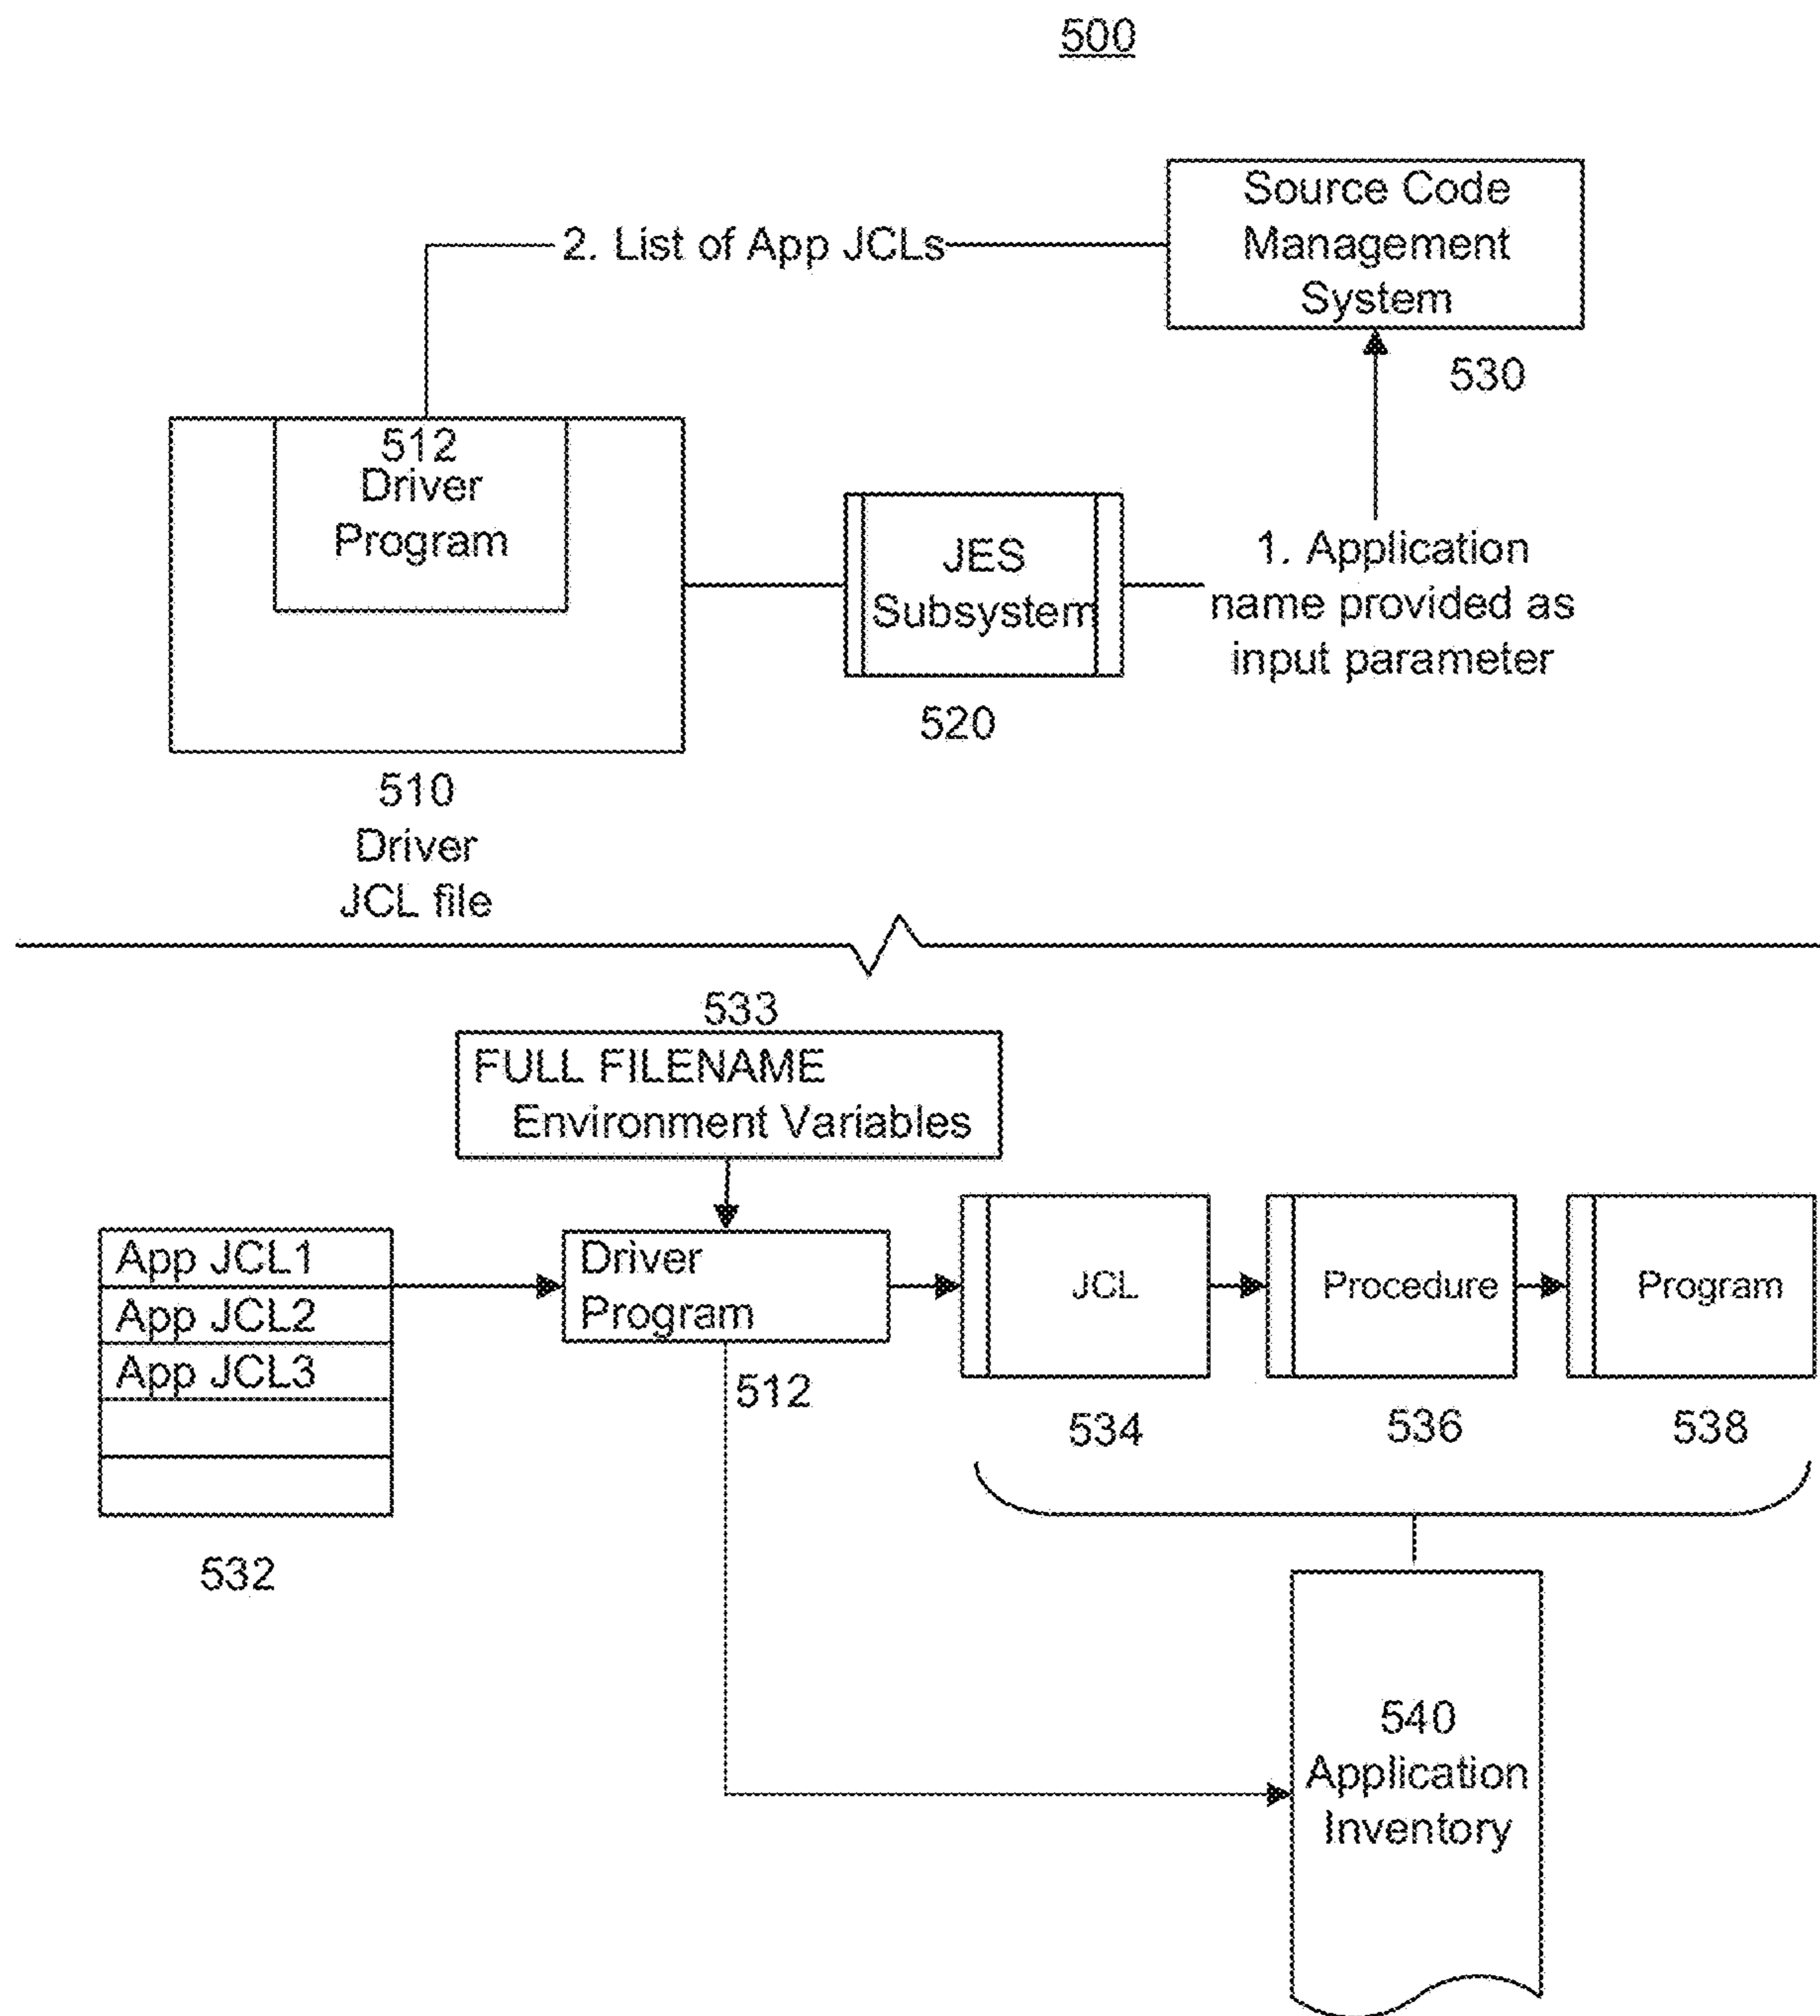 500
Source Code
Management
System
530
2. List of App JCLs
512
Driver
Program
JES
Subsystem
520
1. Application
name provided as
input parameter
510
Driver
JCL file
533
FULL FILENAME
Environment Variables
App JCL1
App JCL2
App JCL3
532
Driver
Program
512
JCL
534
Procedure
536
Program
538
540
Application
Inventory